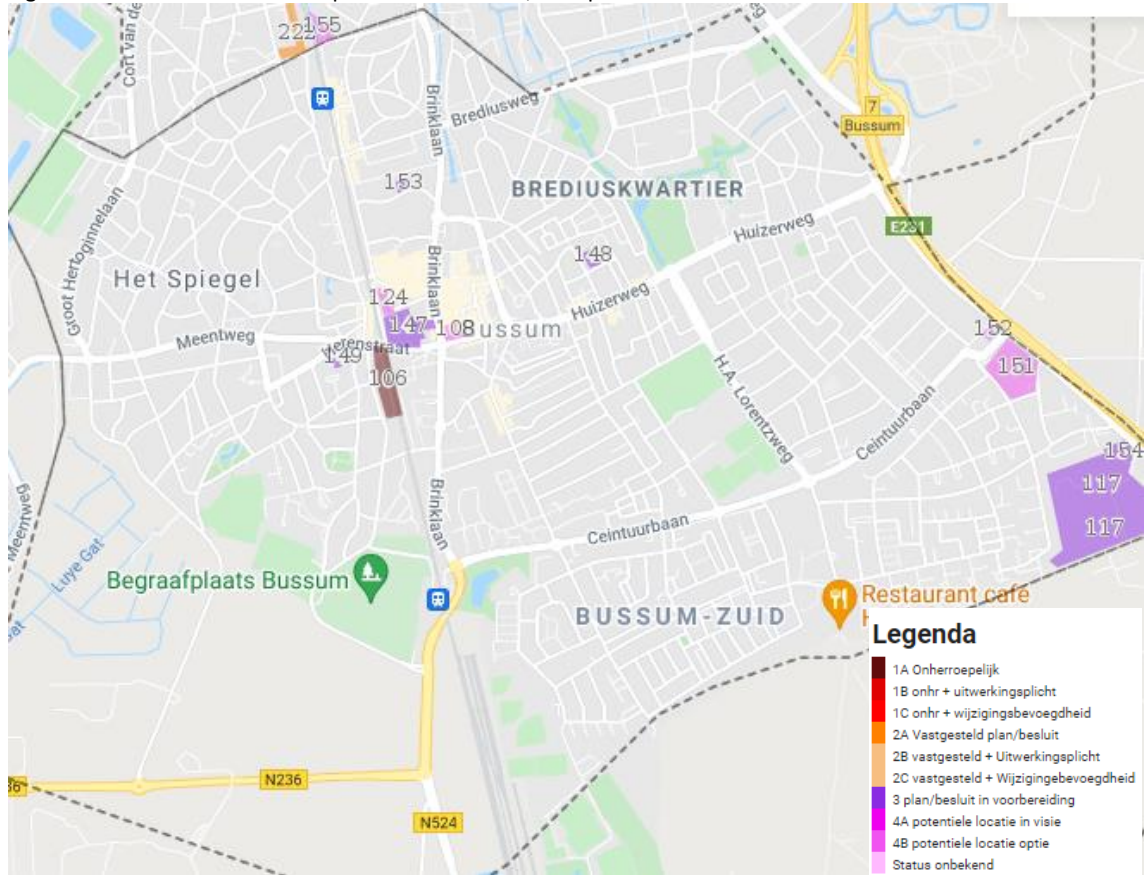 222
155
Cort van de
Brinklaan
Brediusweg
7
Bussum
153
BREDIUSKWARTIER
Huizerweg
E231
148
Groot Hertoginnelaan
Het Spiegel
Brinklaan
124
147
108
Bussum
Huizerweg
Meentweg
Herenstraat
149
106
152
151
H.A. Lorentzweg
Ceintuurbaan
154
117
117
Meentweg
Luye Gat
Brinklaan
Ceintuurbaan
Begraafplaats Bussum
BUSSUM-ZUID
Restaurant café
H
Legenda
1A Onherroepelijk
1B onhr + uitwerkingsplicht
1C onhr + wijzigingsbevoegdheid
2A Vastgesteld plan/besluit
2B vastgesteld + Uitwerkingsplicht
2C vastgesteld + Wijzigingebevoegdheid
3 plan/besluit in voorbereiding
4A potentiele locatie in visie
4B potentiele locatie optie
Status onbekend
N236
N524